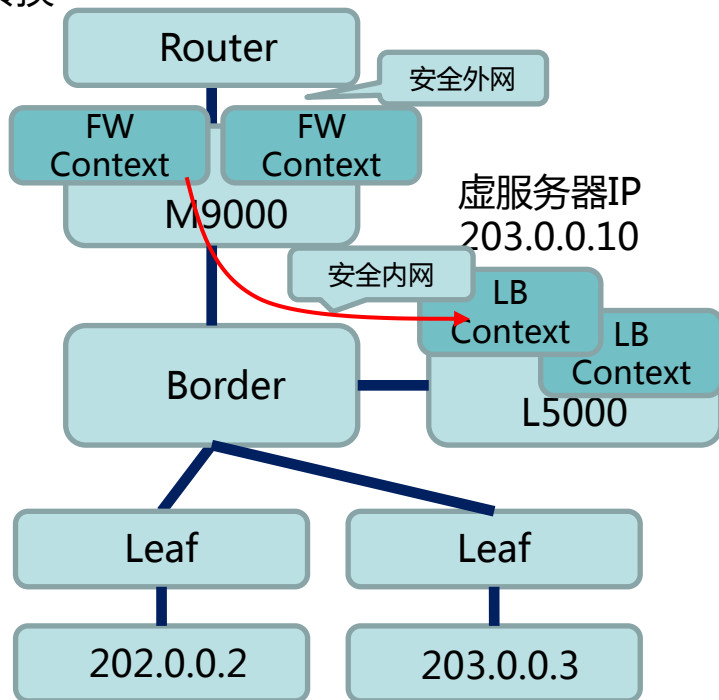 Router
安全外网
FW
Context
FW
Context
M9000
虚服务器IP
203.0.0.10
安全内网
LB
Context
LB
Context
Border
L5000
Leaf
Leaf
202.0.0.2
203.0.0.3